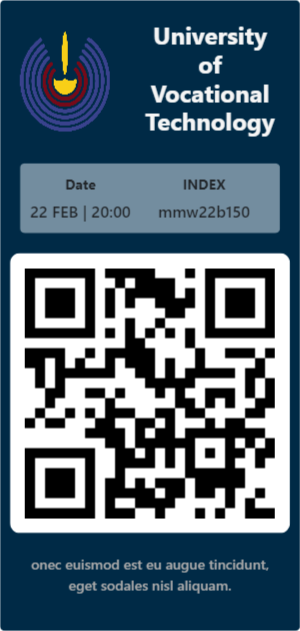 University
of
Vocational
Technology
Date INDEX
22 FEB | 20:00 mmw22b150
onec euismod est eu augue tincidunt,
eget sodales nisl aliquam.